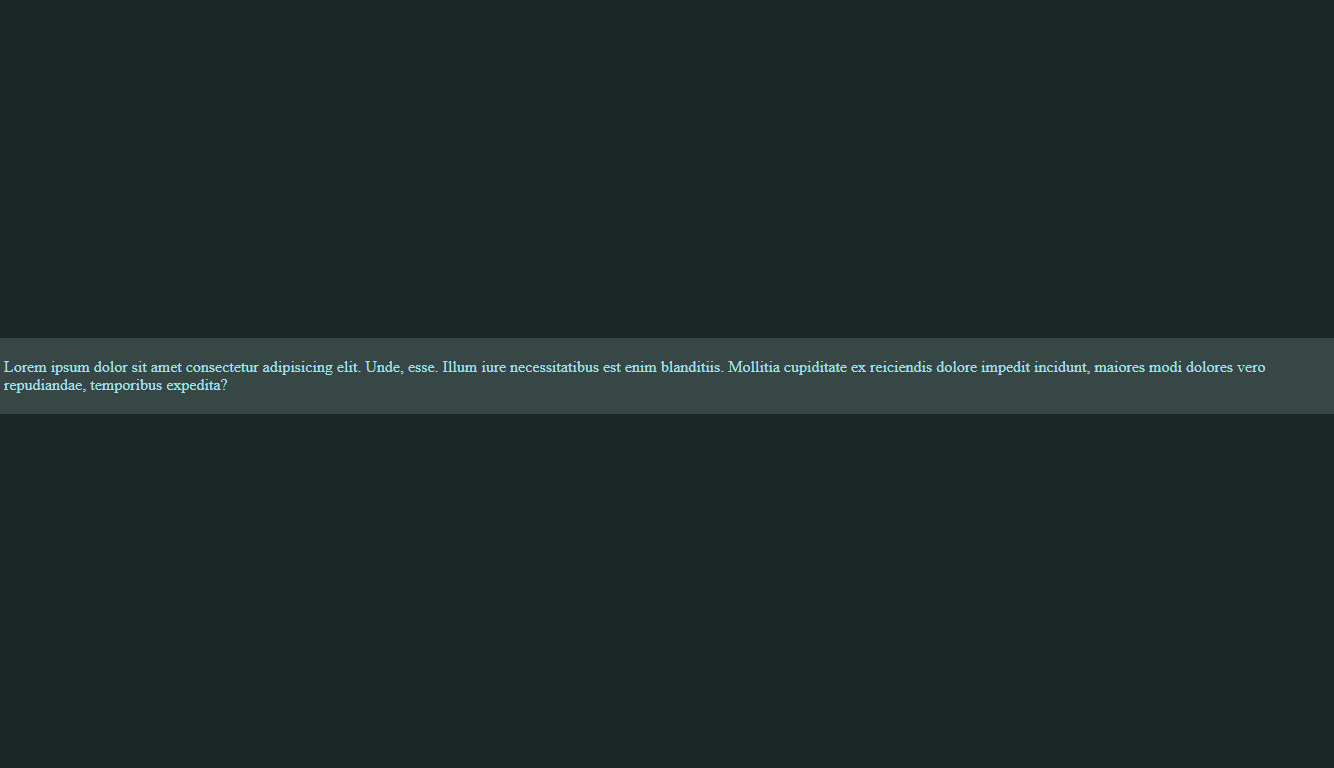 Lorem ipsum dolor sit amet consectetur adipisicing elit. Unde, esse. Illum iure necessitatibus est enim blanditiis. Mollitia cupiditate ex reiciendis dolore impedit incidunt, maiores modi dolores vero
repudiandae, temporibus expedita?